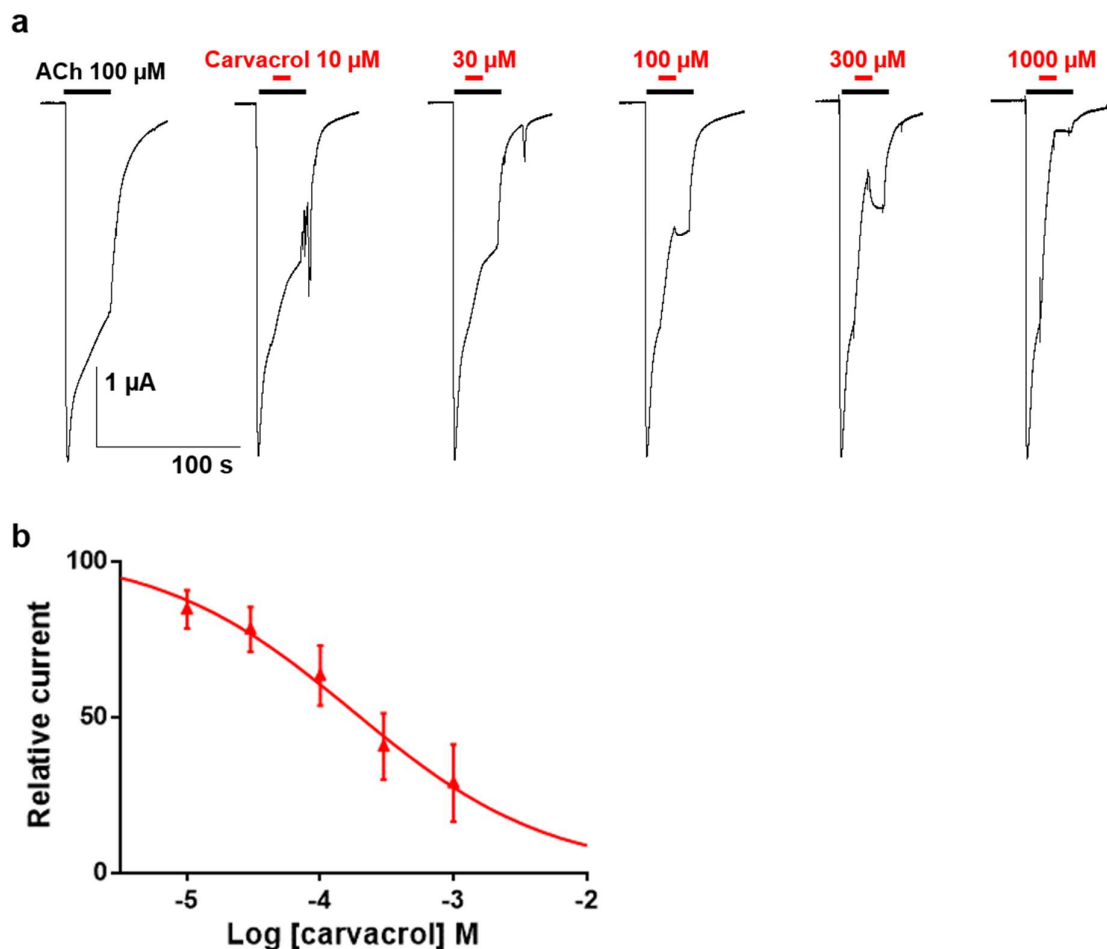 a
ACh 100 µM
Carvacrol 10 µM
30 µM
100 µM
300 µM
1000 µM
1 µA
100 s
b
Relative current
100
50
0
-5
-4
-3
-2
Log [carvacrol] M